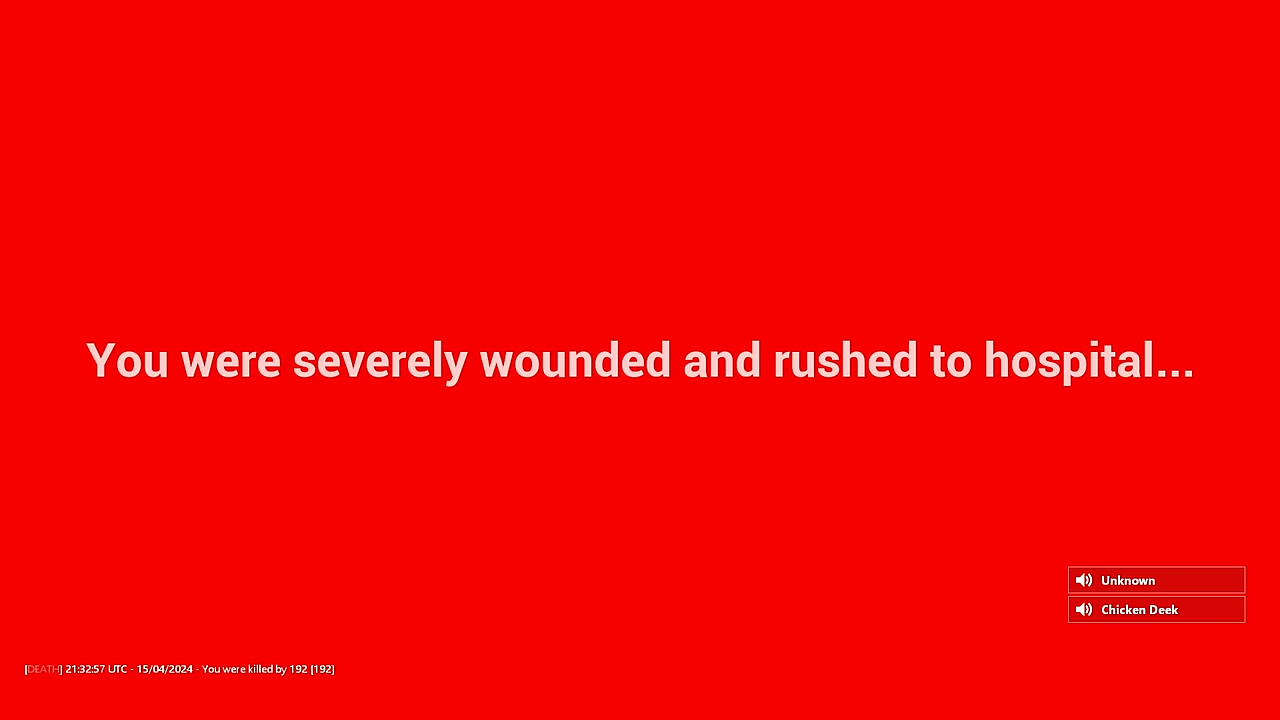 You were severely wounded and rushed to hospital...
Unknown
Chicken Deek
[DEATH] 21:32:57 UTC - 15/04/2024 - You were killed by 192 [192]